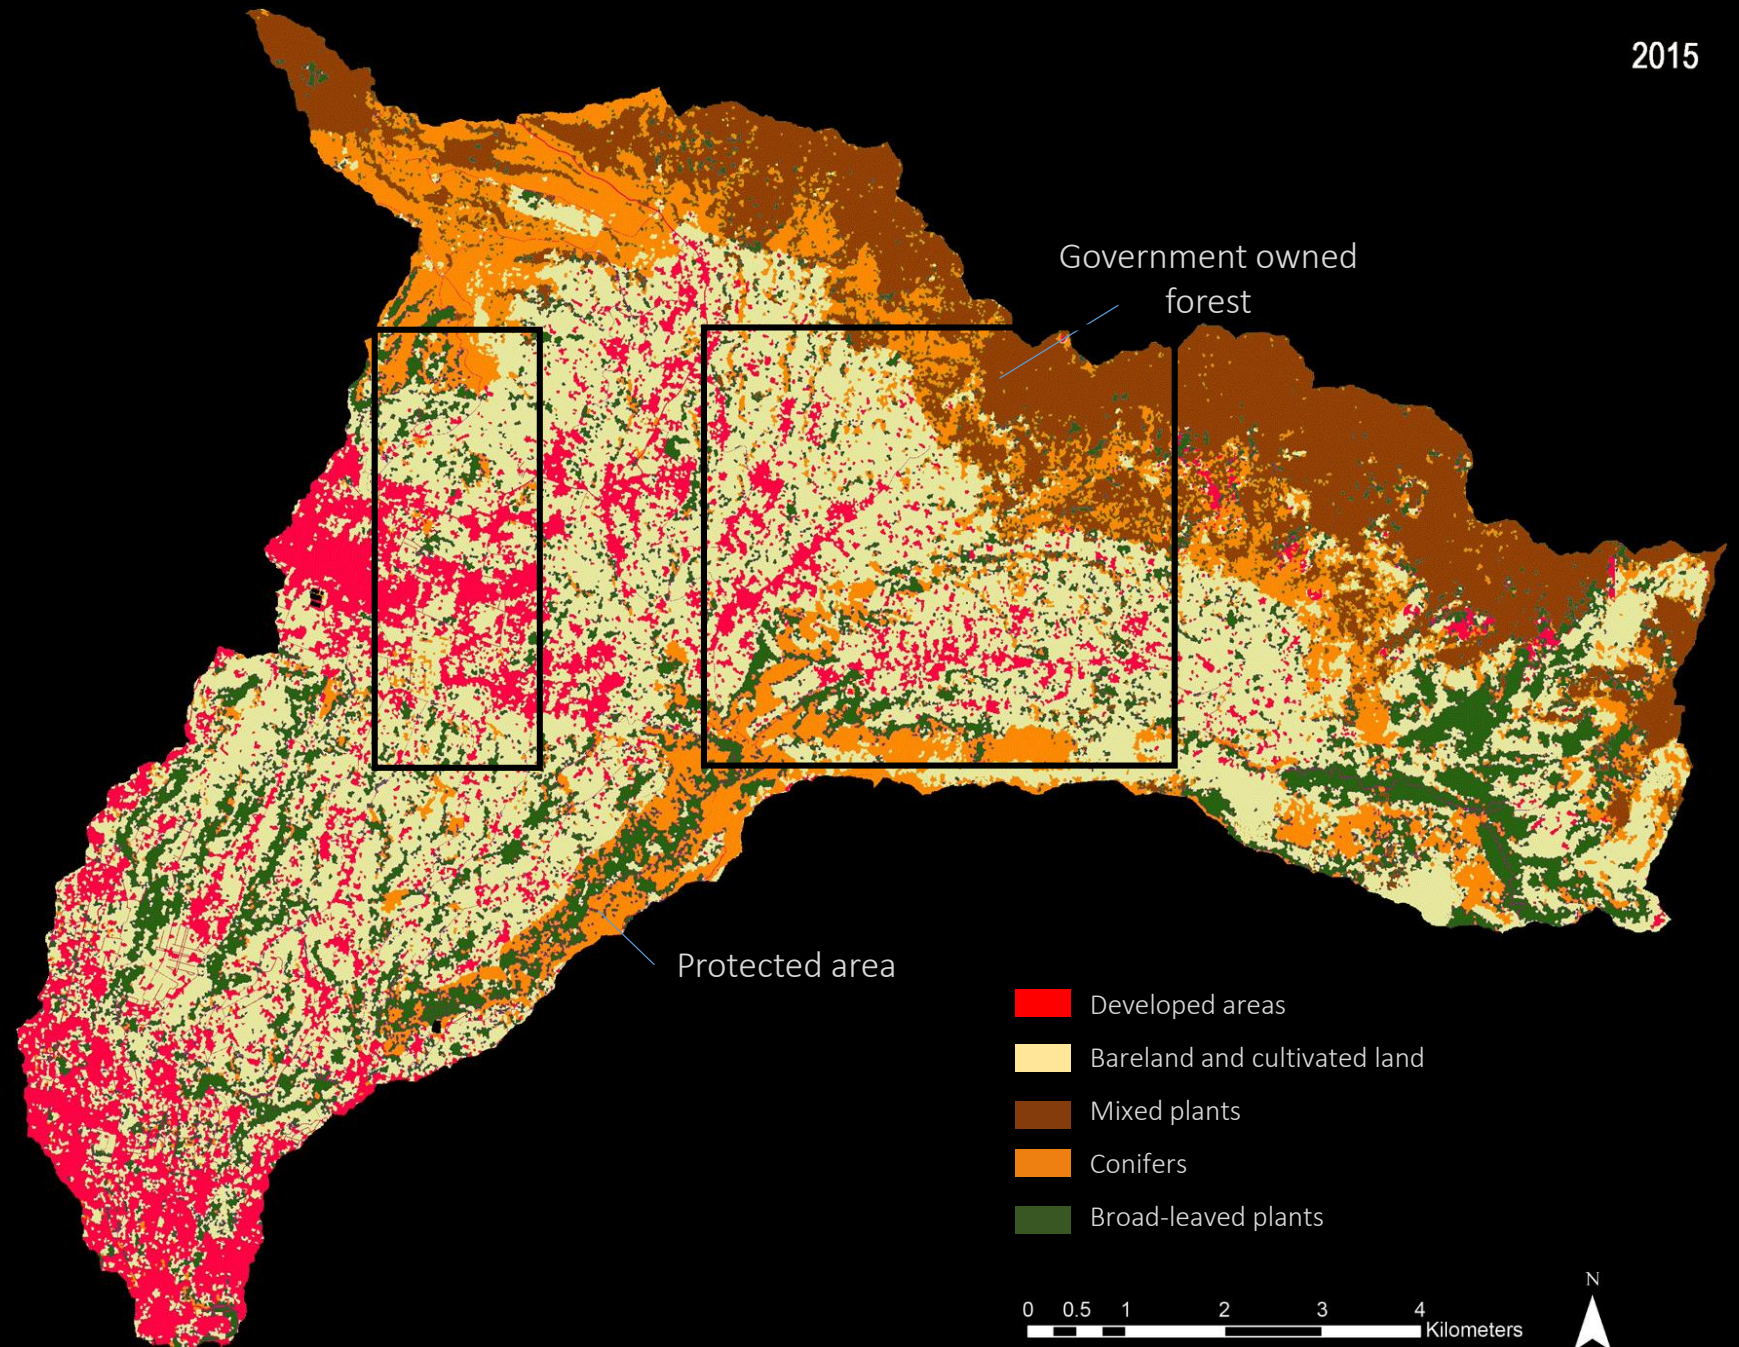 2015
Government owned
forest
Protected area
Developed areas
Bareland and cultivated land
Mixed plants
Conifers
Broad-leaved plants
N
0 0.5 1 2 3 4
Kilometers